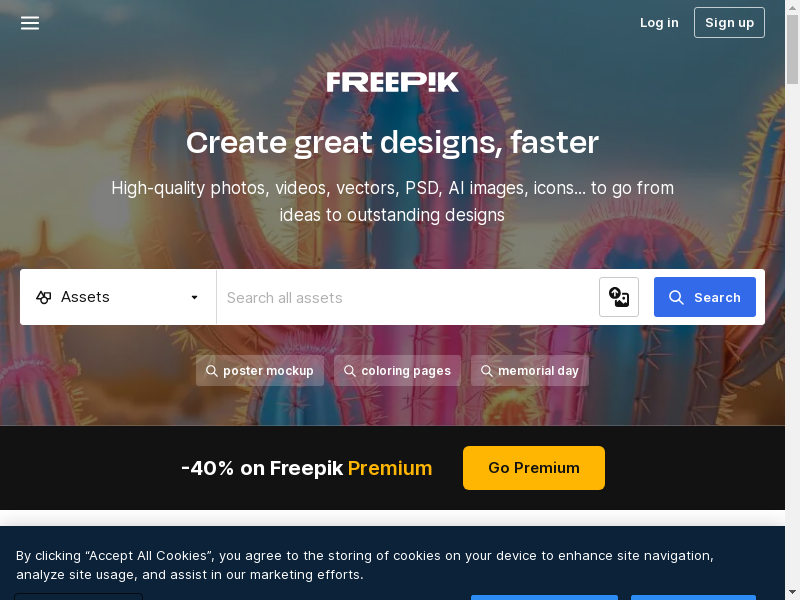 Log in
Sign up
FREEPIK
Create great designs, faster
High-quality photos, videos, vectors, PSD, AI images, icons... to go from
ideas to outstanding designs
Assets
Search all assets
Search
poster mockup
coloring pages
memorial day
-40% on Freepik Premium
Go Premium
By clicking “Accept All Cookies”, you agree to the storing of cookies on your device to enhance site navigation,
analyze site usage, and assist in our marketing efforts.